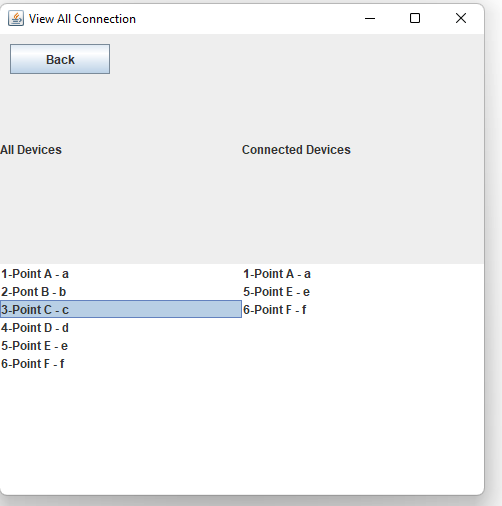 View All Connection
Back
All Devices
Connected Devices
1-Point A - a
2-Pont B - b
3-Point C - c
4-Point D - d
5-Point E - e
6-Point F - f
1-Point A - a
5-Point E - e
6-Point F - f